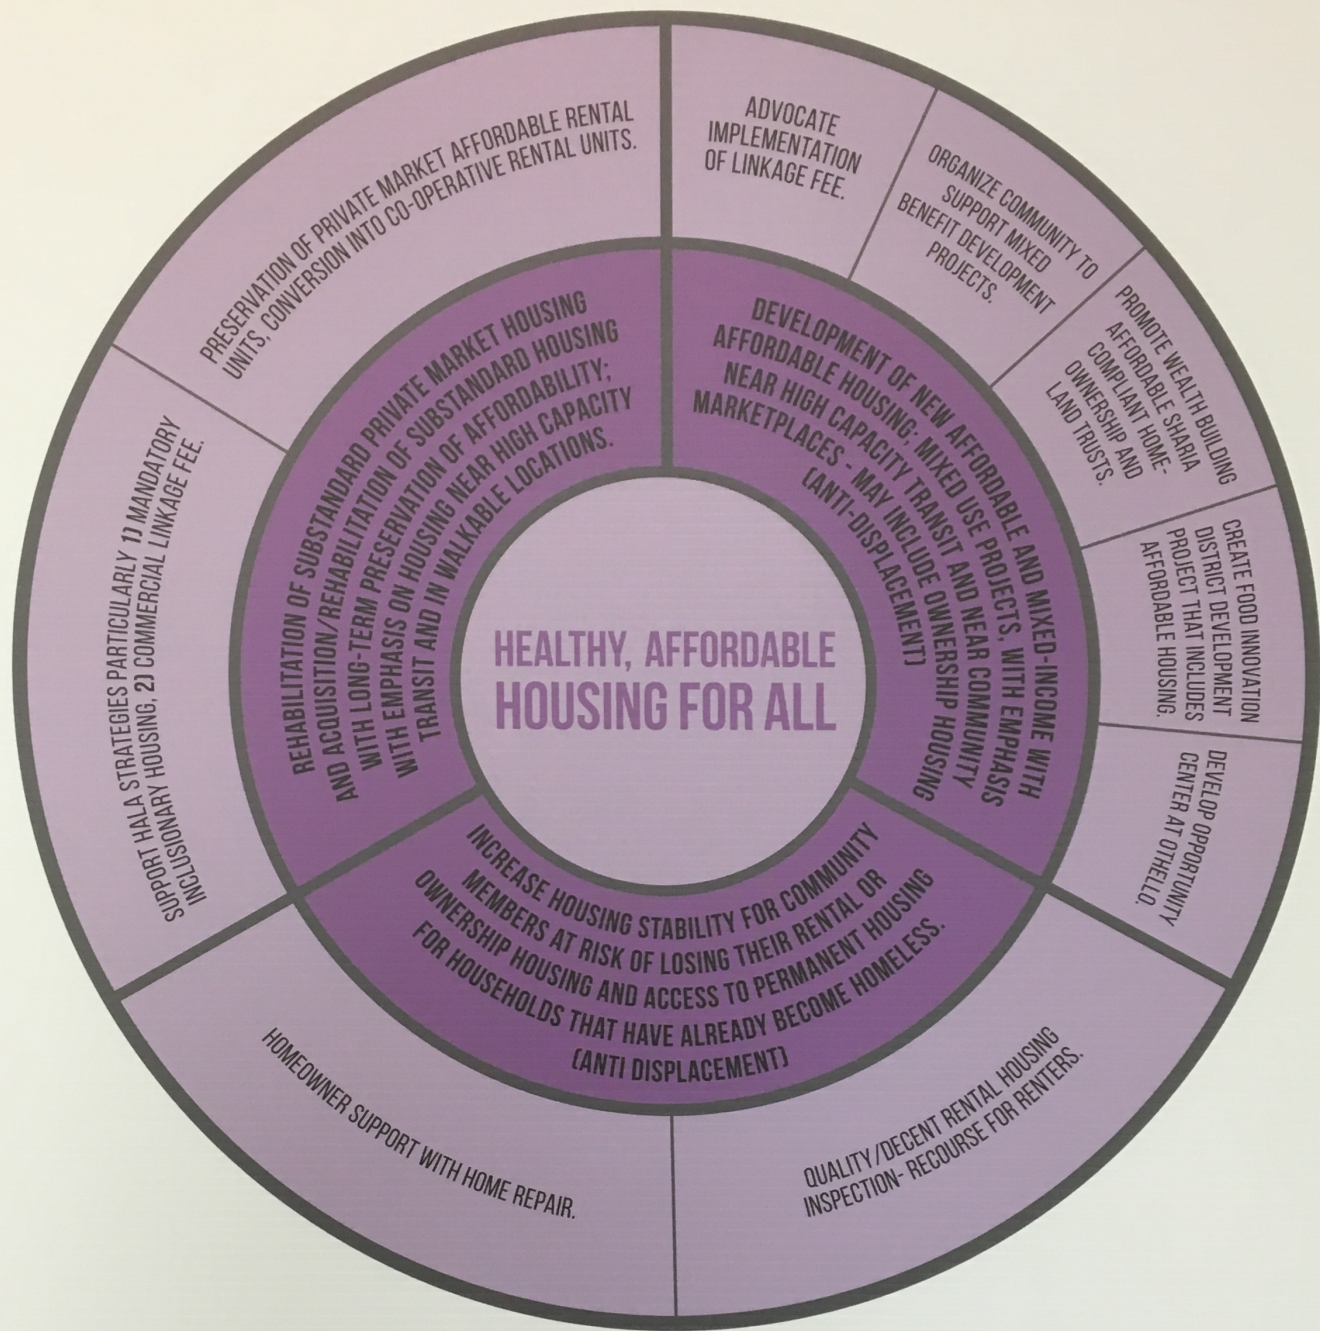 HEALTHY, AFFORDABLE
HOUSING FOR ALL
DEVELOPMENT OF NEW AFFORDABLE AND MIXED-INCOME WITH
AFFORDABLE HOUSING; MIXED USE PROJECTS, WITH EMPHASIS
NEAR HIGH CAPACITY TRANSIT AND NEAR COMMUNITY
MARKETPLACES - MAY INCLUDE OWNERSHIP HOUSING
(ANTI-DISPLACEMENT)
ADVOCATE
IMPLEMENTATION
OF LINKAGE FEE.
ORGANIZE COMMUNITY TO
SUPPORT MIXED
BENEFIT DEVELOPMENT
PROJECTS.
PROMOTE WEALTH BUILDING
AFFORDABLE SHARIA
COMPLIANT HOME-
OWNERSHIP AND
LAND TRUSTS.
CREATE FOOD INNOVATION
DISTRICT DEVELOPMENT
PROJECT THAT INCLUDES
AFFORDABLE HOUSING.
DEVELOP OPPORTUNITY
CENTER AT OTHELLO.
INCREASE HOUSING STABILITY FOR COMMUNITY
MEMBERS AT RISK OF LOSING THEIR RENTAL OR
OWNERSHIP HOUSING AND ACCESS TO PERMANENT HOUSING
FOR HOUSEHOLDS THAT HAVE ALREADY BECOME HOMELESS.
(ANTI DISPLACEMENT)
QUALITY/DECENT RENTAL HOUSING
INSPECTION- RECOURSE FOR RENTERS.
HOMEOWNER SUPPORT WITH HOME REPAIR.
REHABILITATION OF SUBSTANDARD PRIVATE MARKET HOUSING
AND ACQUISITION/REHABILITATION OF SUBSTANDARD HOUSING
WITH LONG-TERM PRESERVATION OF AFFORDABILITY;
WITH EMPHASIS ON HOUSING NEAR HIGH CAPACITY
TRANSIT AND IN WALKABLE LOCATIONS.
SUPPORT HALA STRATEGIES PARTICULARLY 1) MANDATORY
INCLUSIONARY HOUSING, 2) COMMERCIAL LINKAGE FEE.
PRESERVATION OF PRIVATE MARKET AFFORDABLE RENTAL
UNITS, CONVERSION INTO CO-OPERATIVE RENTAL UNITS.